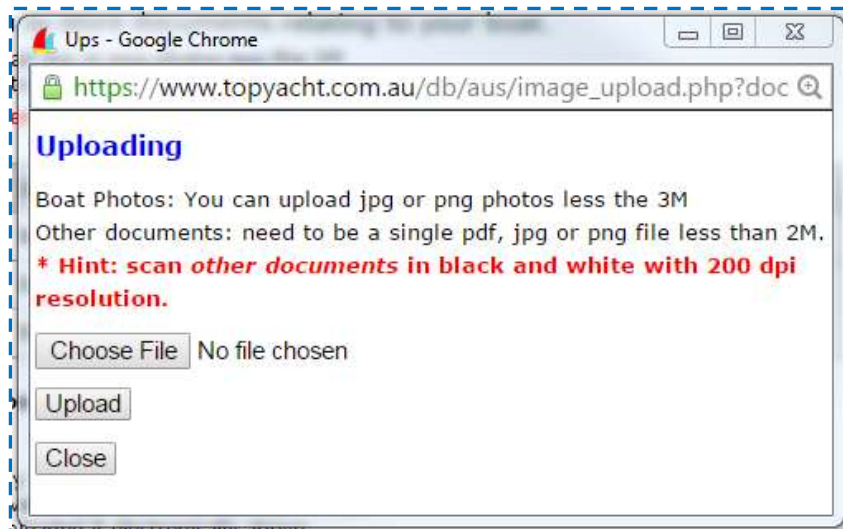 Ups - Google Chrome
https://www.topyacht.com.au/db/aus/image_upload.php?doc
Uploading
Boat Photos: You can upload jpg or png photos less the 3M
Other documents: need to be a single pdf, jpg or png file less than 2M.
* Hint: scan other documents in black and white with 200 dpi
resolution.
Choose File No file chosen
Upload
Close